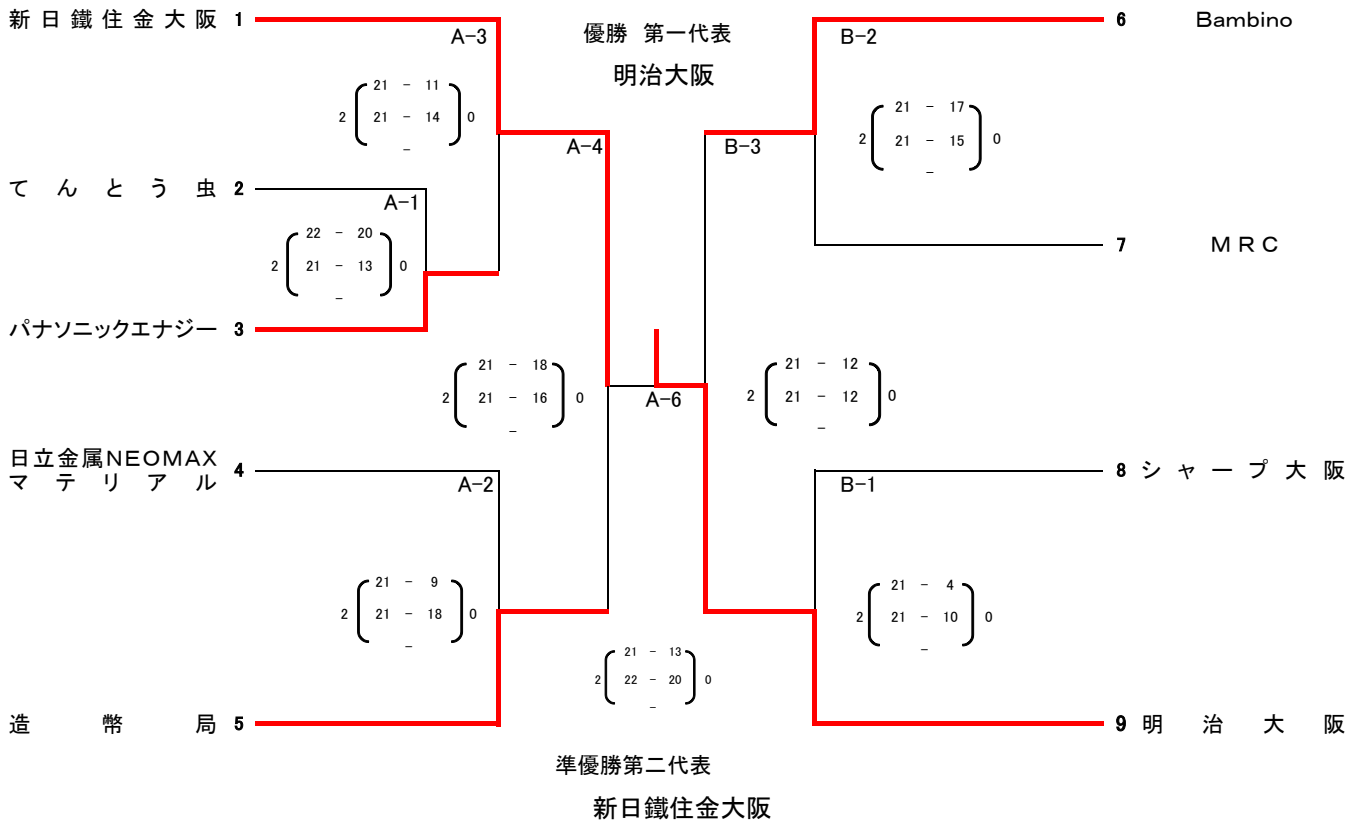 新日鐵住金大阪 1
A-3
優勝 第一代表
B-2
6 Bambino
明治大阪
21 - 11
2 21 - 14 0
-
21 - 17
2 21 - 15 0
-
A-4
B-3
てんとう虫 2
A-1
22 - 20
2 21 - 13 0
-
7 MRC
パナソニックエナジー 3
21 - 18
2 21 - 16 0
-
A-6
21 - 12
2 21 - 12 0
-
日立金属NEOMAX
マテリアル 4
A-2
B-1
8 シャープ大阪
21 - 9
2 21 - 18 0
-
21 - 4
2 21 - 10 0
-
21 - 13
2 22 - 20 0
-
造幣局 5
9 明治大阪
準優勝第二代表
新日鐵住金大阪